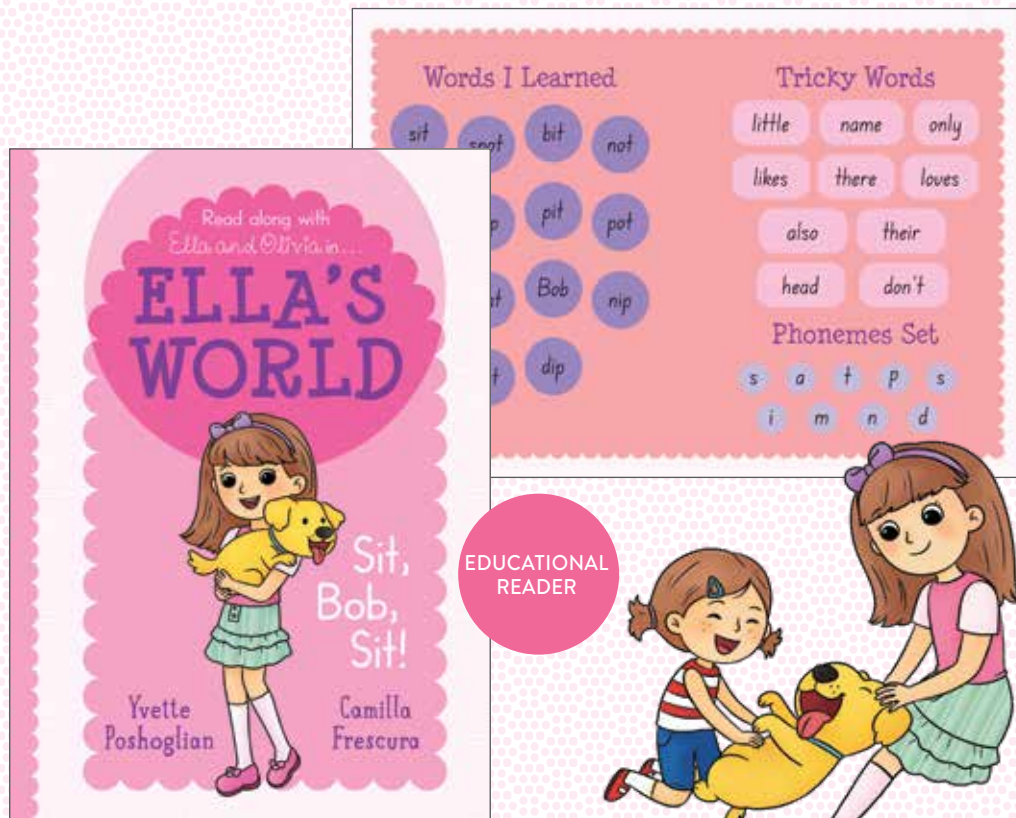 Read along with
Ella and Olivia in...
ELLA'S
WORLD
Sit,
Bob,
Sit!
Yvette
Poshoglian
Camilla
Frescura
EDUCATIONAL
READER
Words I Learned
sit
bit
not
pit
pot
Bob
nip
dip
Tricky Words
little name only
likes there loves
also their
head don't
Phonemes Set
s a t p s
i m n d